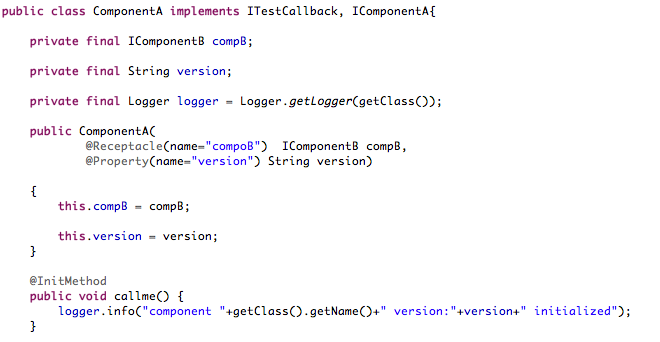 public class ComponentA implements ITestCallback, IComponentA{
private final IComponentB compB;
private final String version;
private final Logger logger = Logger.getLogger(getClass());
public ComponentA(
@Receptacle(name="compoB")  IComponentB compB,
@Property(name="version") String version)
{
this.compB = compB;
this.version = version;
}
@InitMethod
public void callme() {
logger.info("component "+getClass().getName()+" version:"+version+" initialized");
}